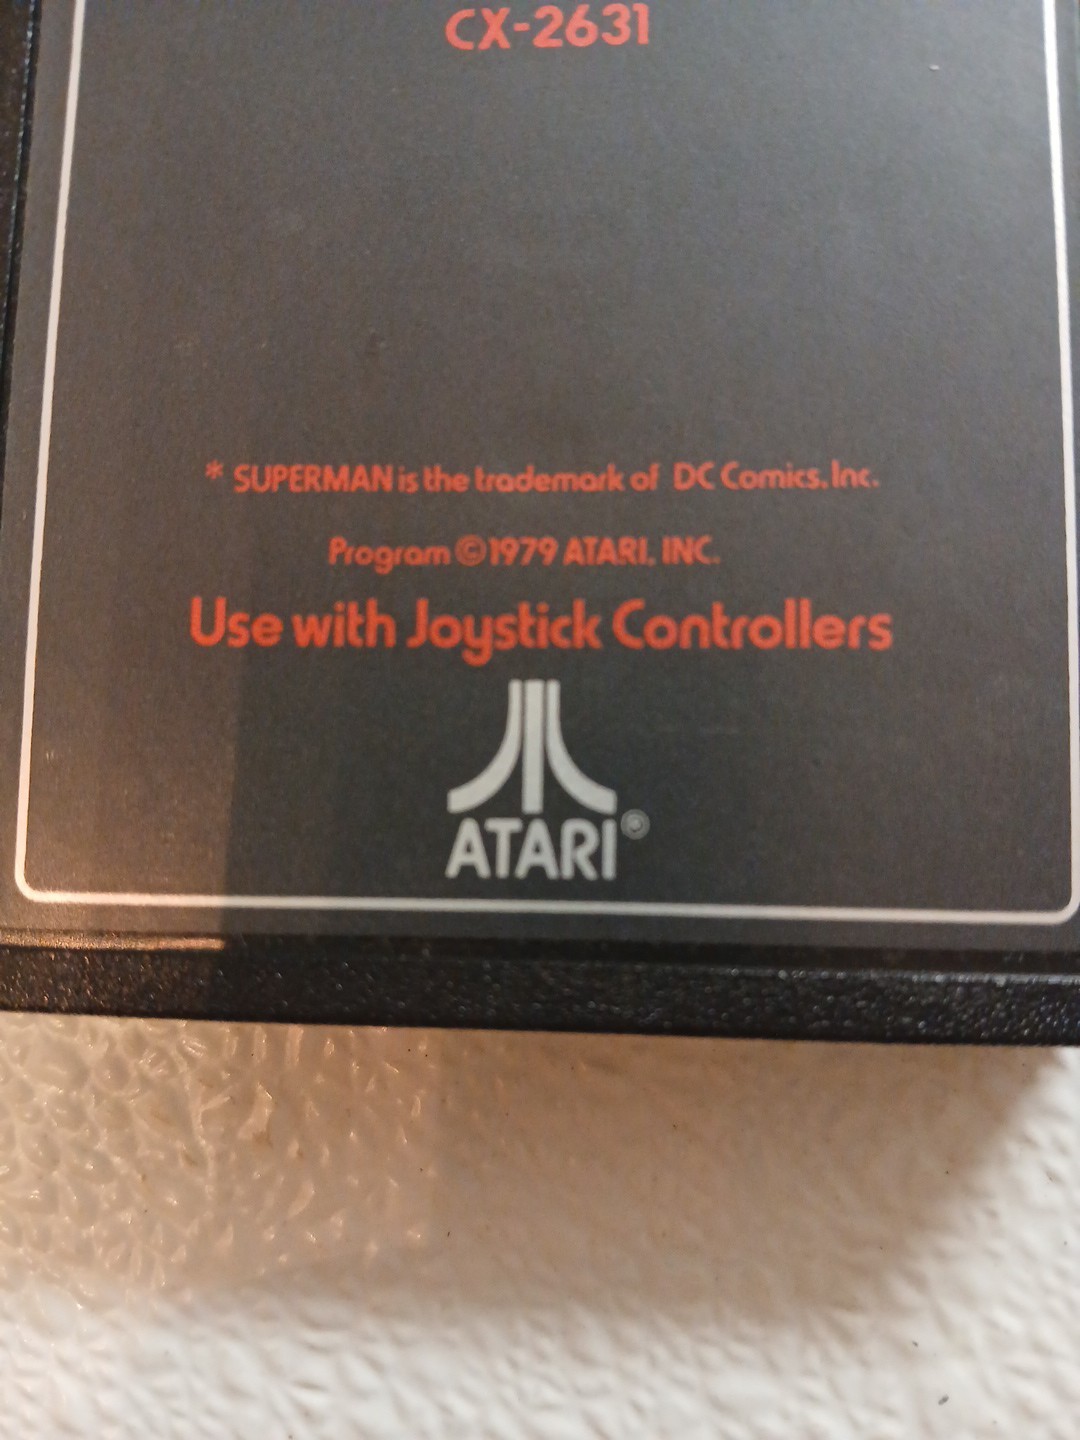 CX-2631
* SUPERMAN is the trademark of DC Comics, Inc.
Program ©1979 ATARI, INC.
Use with Joystick Controllers
ATARI®